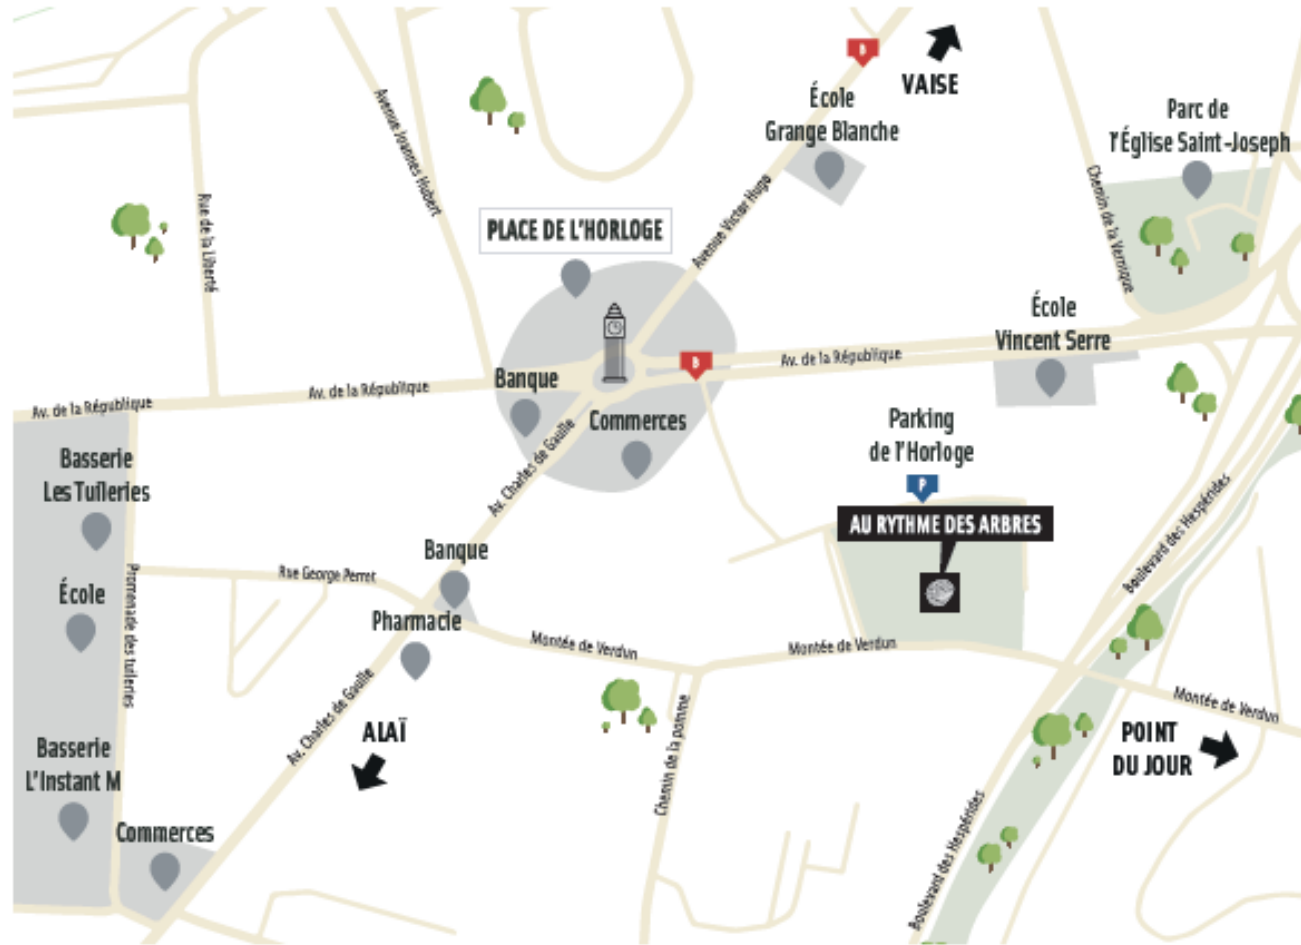 VAISE
B
École
Grange Blanche
Parc de
l'Église Saint-Joseph
Avenue Joannes Hubert
Rue de la Liberté
PLACE DE L'HORLOGE
Avenue Victor Hugo
Chemin de la Vernique
École
Vincent Serre
Av. de la République
B
Banque
Av. de la République
Av. de la République
Commerces
Parking
de l'Horloge
P
AU RYTHME DES ARBRES
Av. Charles de Gaulle
Basserie
Les Tuileries
Banque
Boulevard des Hespérides
Rue George Perret
École
Promenade des tuileries
Pharmacie
Montée de Verdun
Montée de Verdun
Montée de Verdun
Av. Charles de Gaulle
ALAÏ
Chemin de la pomme
POINT
DU JOUR
Basserie
L'Instant M
Commerces
Boulevard des Hespérides